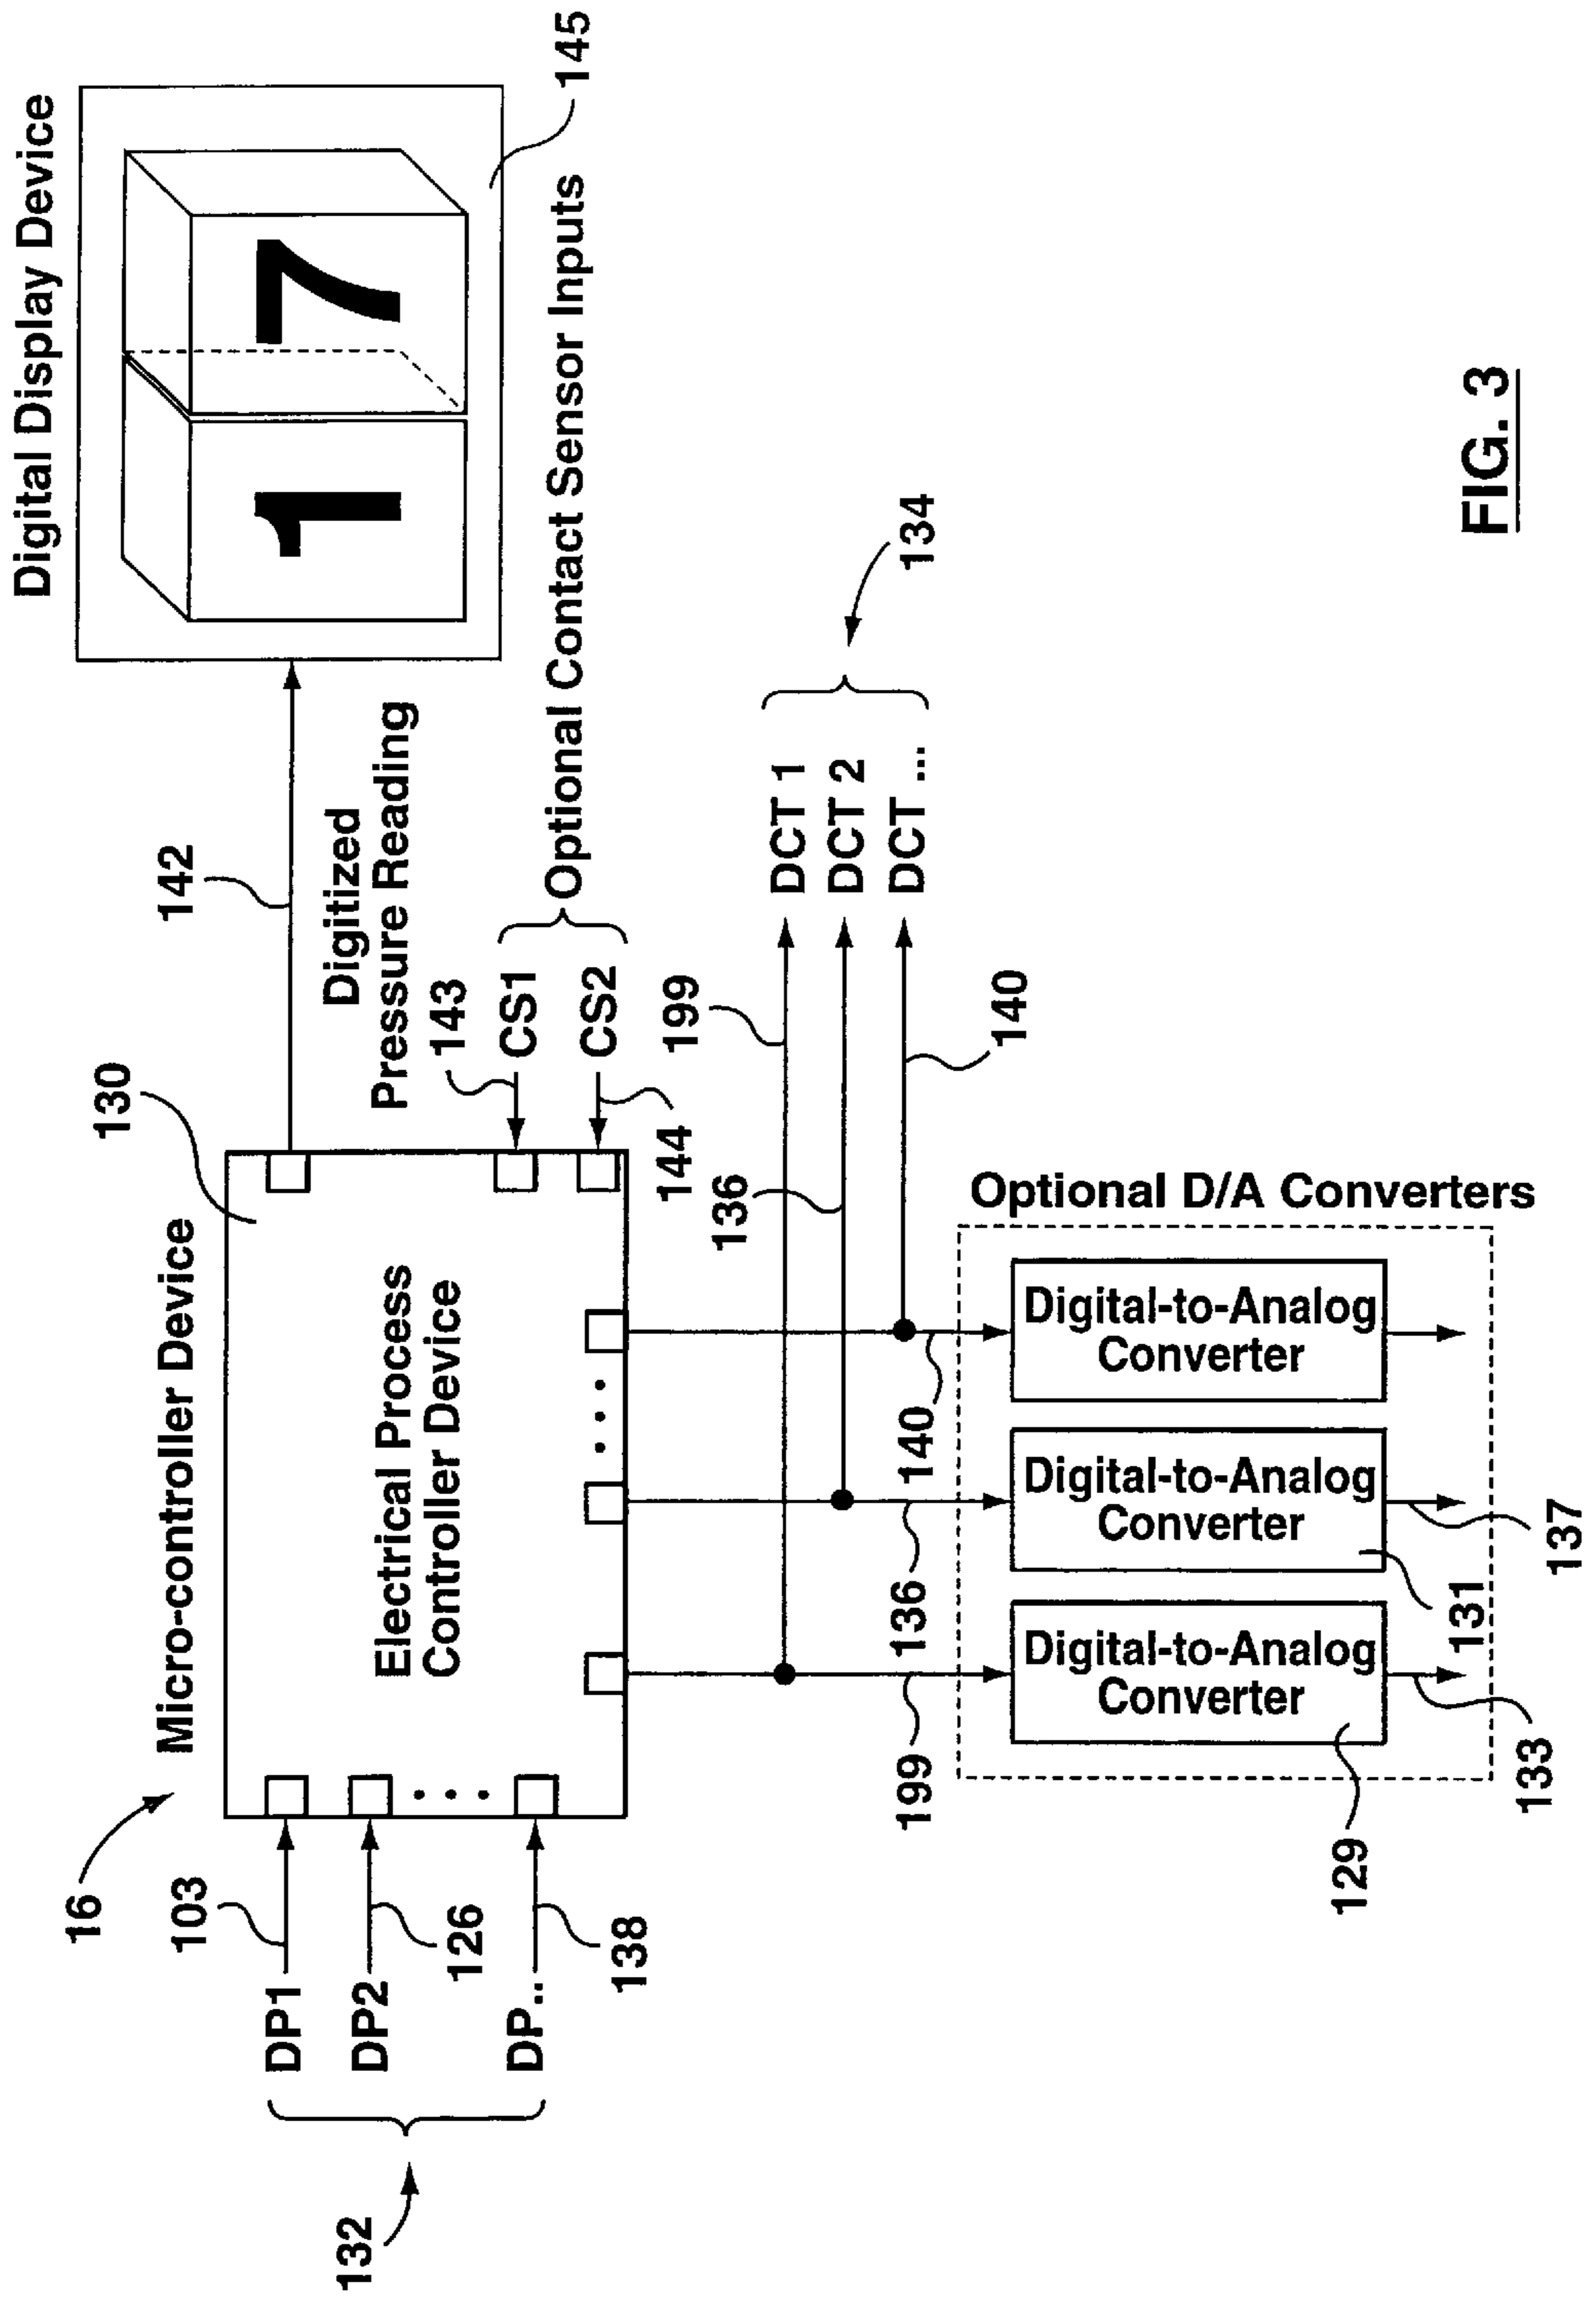 Digital Display Device
1 7
145
142
Digitized
Pressure Reading
Micro-controller Device
130
16
Electrical Process
Controller Device
103
DP1
126
DP2
138
DP..
132
143
CS1
CS2
144
Optional Contact Sensor Inputs
199
DCT 1
136
DCT 2
DCT ...
140
134
199
136
140
Optional D/A Converters
Digital-to-Analog
Converter
Digital-to-Analog
Converter
Digital-to-Analog
Converter
129
133
131
137
FIG. 3